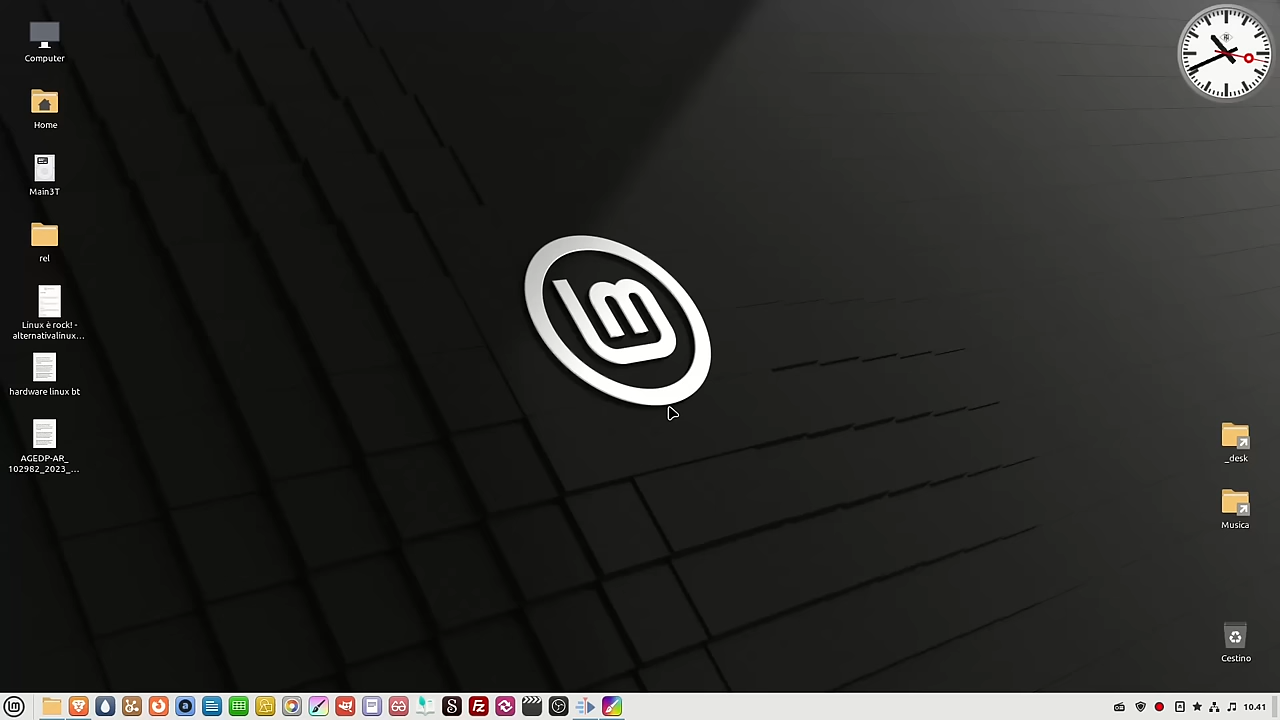 Computer
Home
Main3T
rel
Linux è rock! -
alternativalinux...
hardware linux bt
AGEDP-AR_
102982_2023_...
_desk
Musica
Cestino
10.41